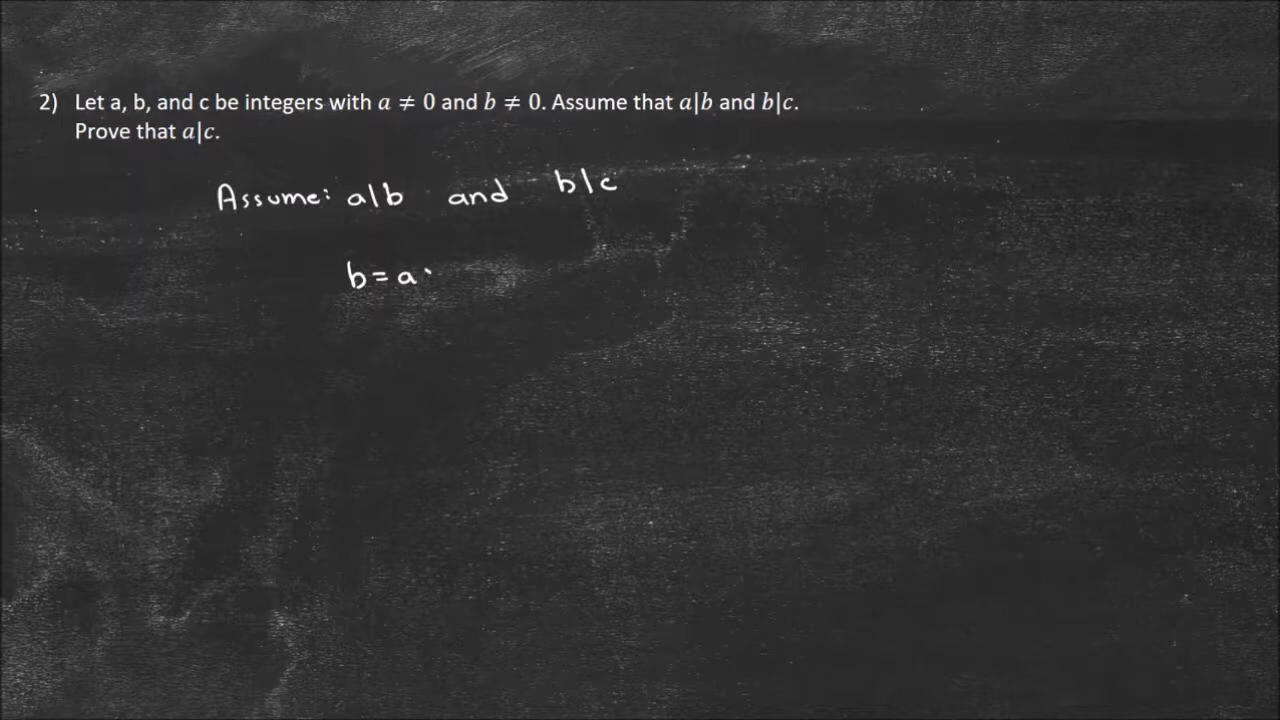 2) Let a, b, and c be integers with a ≠ 0 and b ≠ 0. Assume that a|b and b|c.
Prove that a|c.
Assume: a|b and b|c
b = a ·